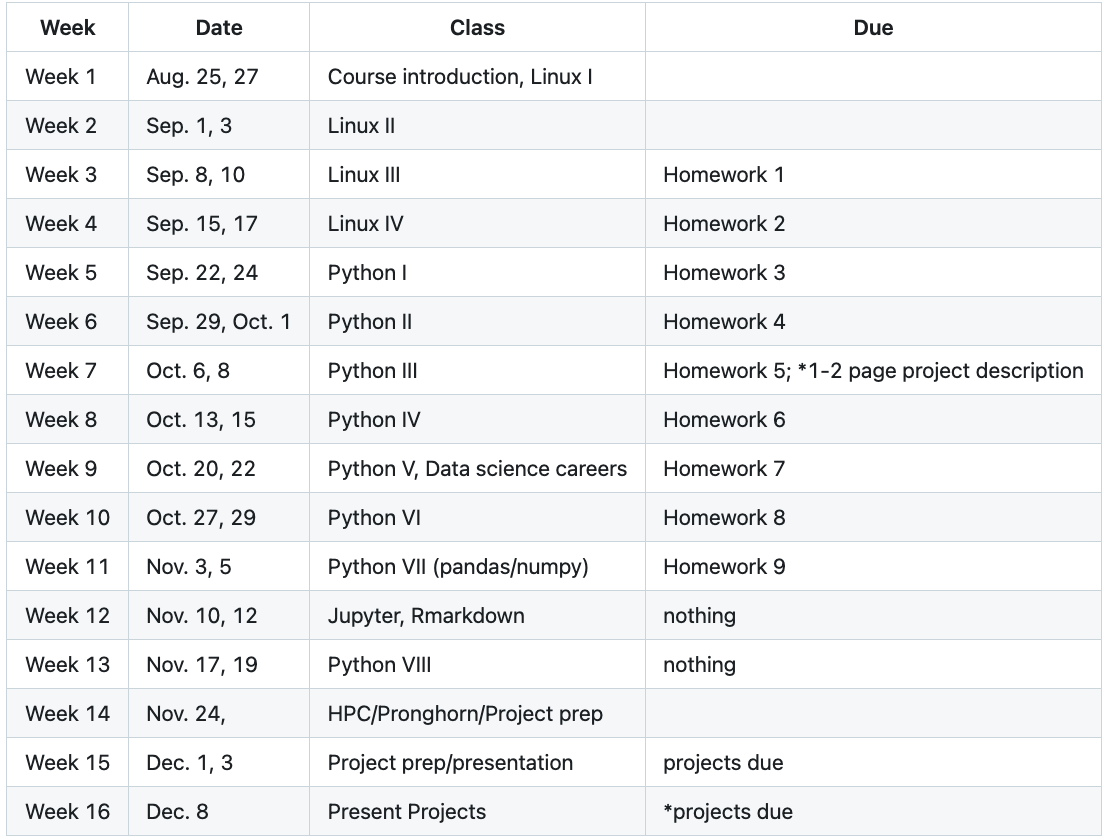 Week Date Class Due
Week 1 Aug. 25, 27 Course introduction, Linux I
Week 2 Sep. 1, 3 Linux II
Week 3 Sep. 8, 10 Linux III Homework 1
Week 4 Sep. 15, 17 Linux IV Homework 2
Week 5 Sep. 22, 24 Python I Homework 3
Week 6 Sep. 29, Oct. 1 Python II Homework 4
Week 7 Oct. 6, 8 Python III Homework 5; *1-2 page project description
Week 8 Oct. 13, 15 Python IV Homework 6
Week 9 Oct. 20, 22 Python V, Data science careers Homework 7
Week 10 Oct. 27, 29 Python VI Homework 8
Week 11 Nov. 3, 5 Python VII (pandas/numpy) Homework 9
Week 12 Nov. 10, 12 Jupyter, Rmarkdown nothing
Week 13 Nov. 17, 19 Python VIII nothing
Week 14 Nov. 24, HPC/Pronghorn/Project prep
Week 15 Dec. 1, 3 Project prep/presentation projects due
Week 16 Dec. 8 Present Projects *projects due